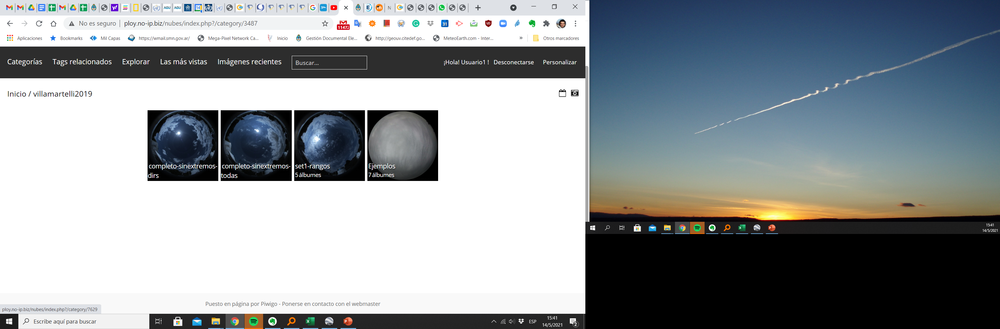 No es seguro | ploy.no-ip.biz/nubes/index.php?/category/3487
11472
31
Aplicaciones Bookmarks Mil Capas https://wmail.smn.gov.ar/ Mega-Pixel Network Ca... Inicio Gestión Documental Ele... http://geouv.citedef.go... MeteoEarth.com - Inter... » Otros marcadores
Categorías Tags relacionados Explorar Las más vistas Imágenes recientes Buscar... ¡Hola! Usuario1 ! Desconectarse Personalizar
Inicio / villamartelli2019
completo-sinextremos-
dirs
completo-sinextremos-
todas
set1-rangos
5 álbumes
Ejemplos
7 álbumes
Puesto en página por Piwigo - Ponerse en contacto con el webmaster
ploy.no-ip.biz/nubes/index.php?/category/7629
Escribe aquí para buscar
ESP
15:41
14/5/2021
2
15:41
14/5/2021